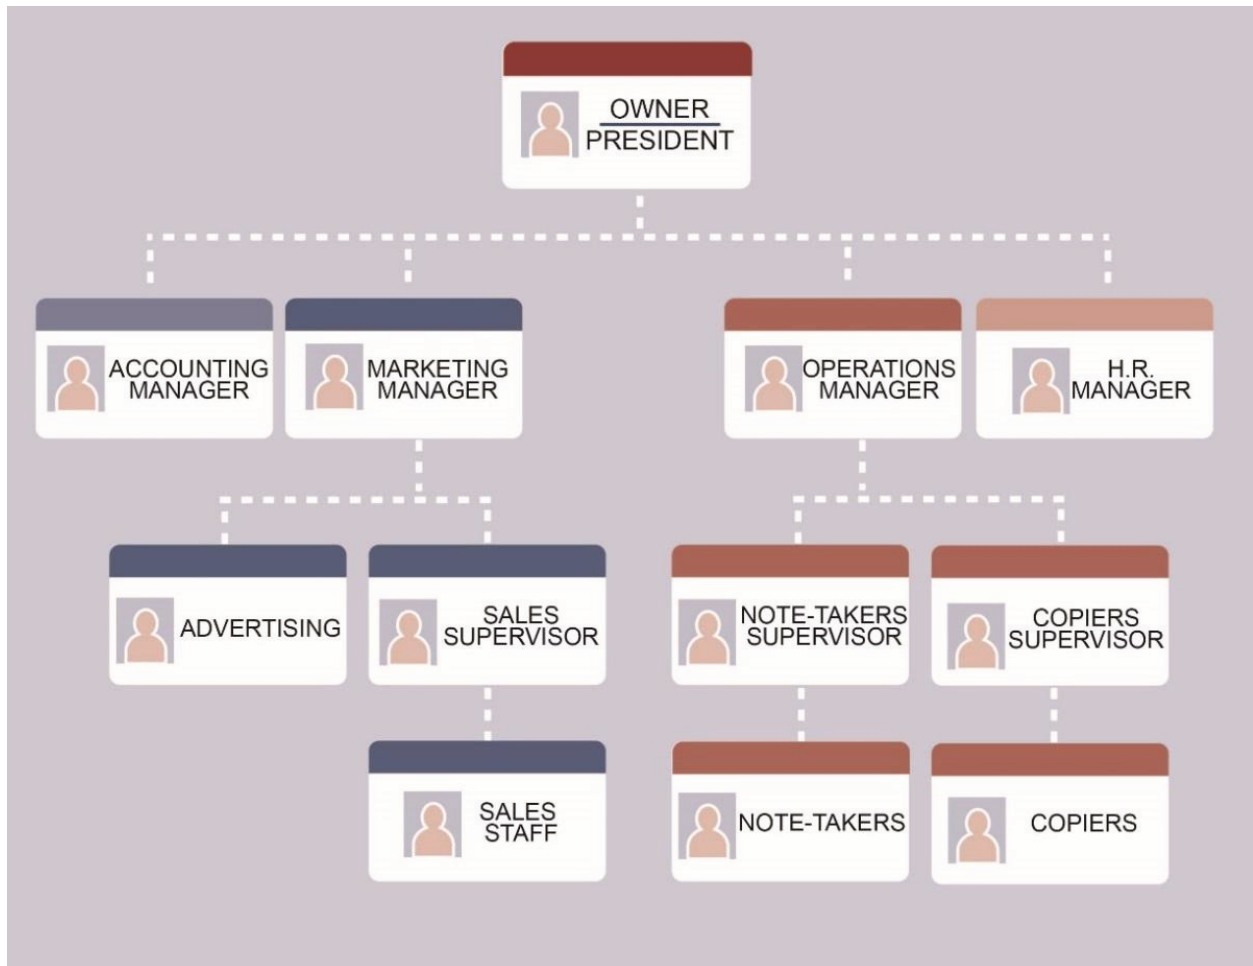 OWNER
PRESIDENT
ACCOUNTING
MANAGER
MARKETING
MANAGER
OPERATIONS
MANAGER
H.R.
MANAGER
ADVERTISING
SALES
SUPERVISOR
NOTE-TAKERS
SUPERVISOR
COPIERS
SUPERVISOR
SALES
STAFF
NOTE-TAKERS
COPIERS